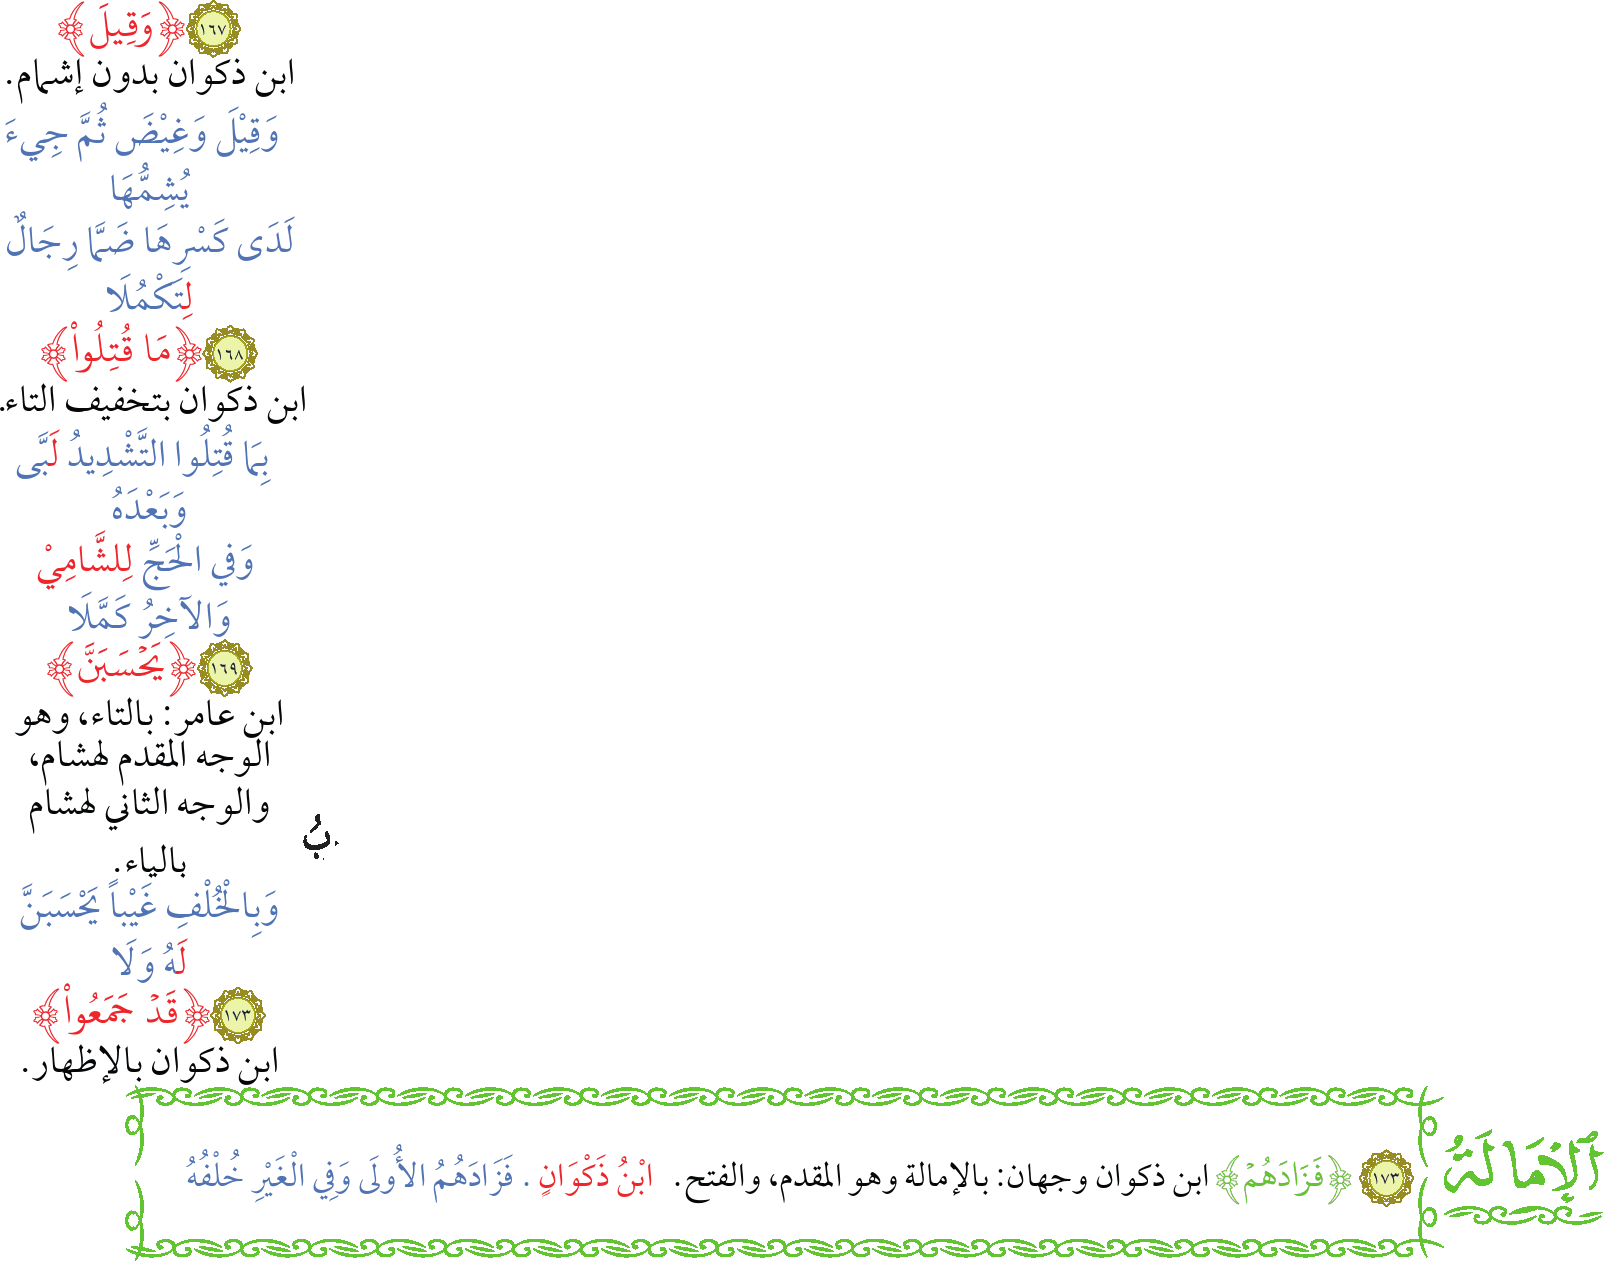 ١٦٧ ﴿وَقِيلَ﴾
ابن ذكوان بدون إشمام.
وَقِيْلَ وَغِيْضَ ثُمَّ جِيءَ
يُشِمُّهَا
لَدَى كَسْرِهَا ضَمًّا رِجَالٌ
لِتَكْمُلَا
١٦٨ ﴿مَا قُتِلُواْ﴾
ابن ذكوان بتخفيف التاء.
بِمَا قُتِلُوا التَّشْدِيدُ لَبَّى
وَبَعْدَهُ
وَفِي الْحَجِّ لِلشَّامِيْ
وَالآخِرُ كَمَّلَا
١٦٩ ﴿يَحْسَبَنَّ﴾
ابن عامر: بالتاء، وهو
الوجه المقدم لهشام،
والوجه الثاني لهشام
بالياء.
بُ
وَبِالْخُلْفِ غَيْباً يَحْسَبَنَّ
لَهُ وَلَا
١٧٣ ﴿قَدْ جَمَعُواْ﴾
ابن ذكوان بالإظهار.
الإِمَالَةُ
١٧٣ ﴿فَزَادَهُمْ﴾ ابن ذكوان وجهان: بالإمالة وهو المقدم، والفتح. ابْنُ ذَكْوَانٍ . فَزَادَهُمُ الأُولَى وَفِي الْغَيْرِ خُلْفُهُ